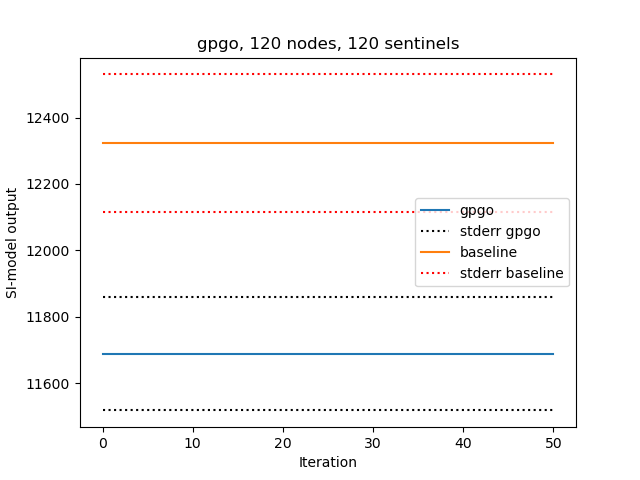 gpgo, 120 nodes, 120 sentinels
SI-model output
12400
12200
12000
11800
11600
gpgo
stderr gpgo
baseline
stderr baseline
0 10 20 30 40 50
Iteration